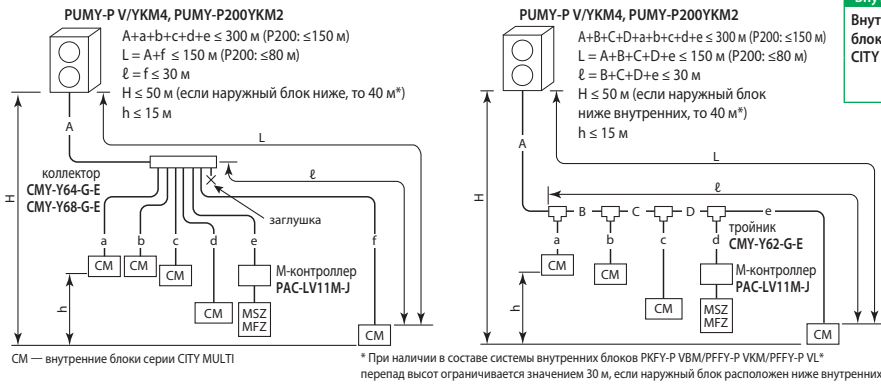 PUMY-P V/YKM4, PUMY-P200YKM2
A+a+b+c+d+e ≤ 300 м (P200: ≤150 м)
L = A+f ≤ 150 м (P200: ≤80 м)
ℓ = f ≤ 30 м
H ≤ 50 м (если наружный блок ниже, то 40 м*)
h ≤ 15 м
A
L
H
ℓ
коллектор
CMY-Y64-G-E
CMY-Y68-G-E
заглушка
a
b
c
d
e
f
CM
CM
CM
CM
М-контроллер
PAC-LV11M-J
MSZ
MFZ
h
CM
CM — внутренние блоки серии CITY MULTI
PUMY-P V/YKM4, PUMY-P200YKM2
A+B+C+D+a+b+c+d+e ≤ 300 м (P200: ≤150 м)
L = A+B+C+D+e ≤ 150 м (P200: ≤80 м)
ℓ = B+C+D+e ≤ 30 м
H ≤ 50 м (если наружный блок
ниже внутренних, то 40 м*)
h ≤ 15 м
A
L
H
ℓ
B
C
D
e
тройник
CMY-Y62-G-E
a
b
c
d
CM
CM
CM
М-контроллер
PAC-LV11M-J
MSZ
MFZ
h
CM
* При наличии в составе системы внутренних блоков PKFY-P VBM/PFFY-P VKM/PFFY-P VL*
перепад высот ограничивается значением 30 м, если наружный блок расположен ниже внутренних
Внут
блок
CITY